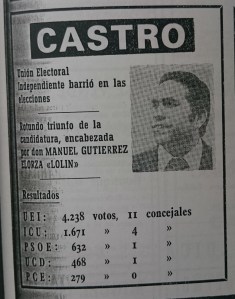 CASTRO
Unión Electoral
Independiente barrió en las
elecciones
Rotundo triunfo de la
candidatura, encabezada
por don MANUEL GUTIERREZ
ELORZA «LOLIN»
Resultados
UEI: 4.238 votos, 11 concejales
ICU: 1.671 » 4 »
PSOE: 632 » 1 »
UCD: 468 » 1 »
PCE: 279 » 0 »